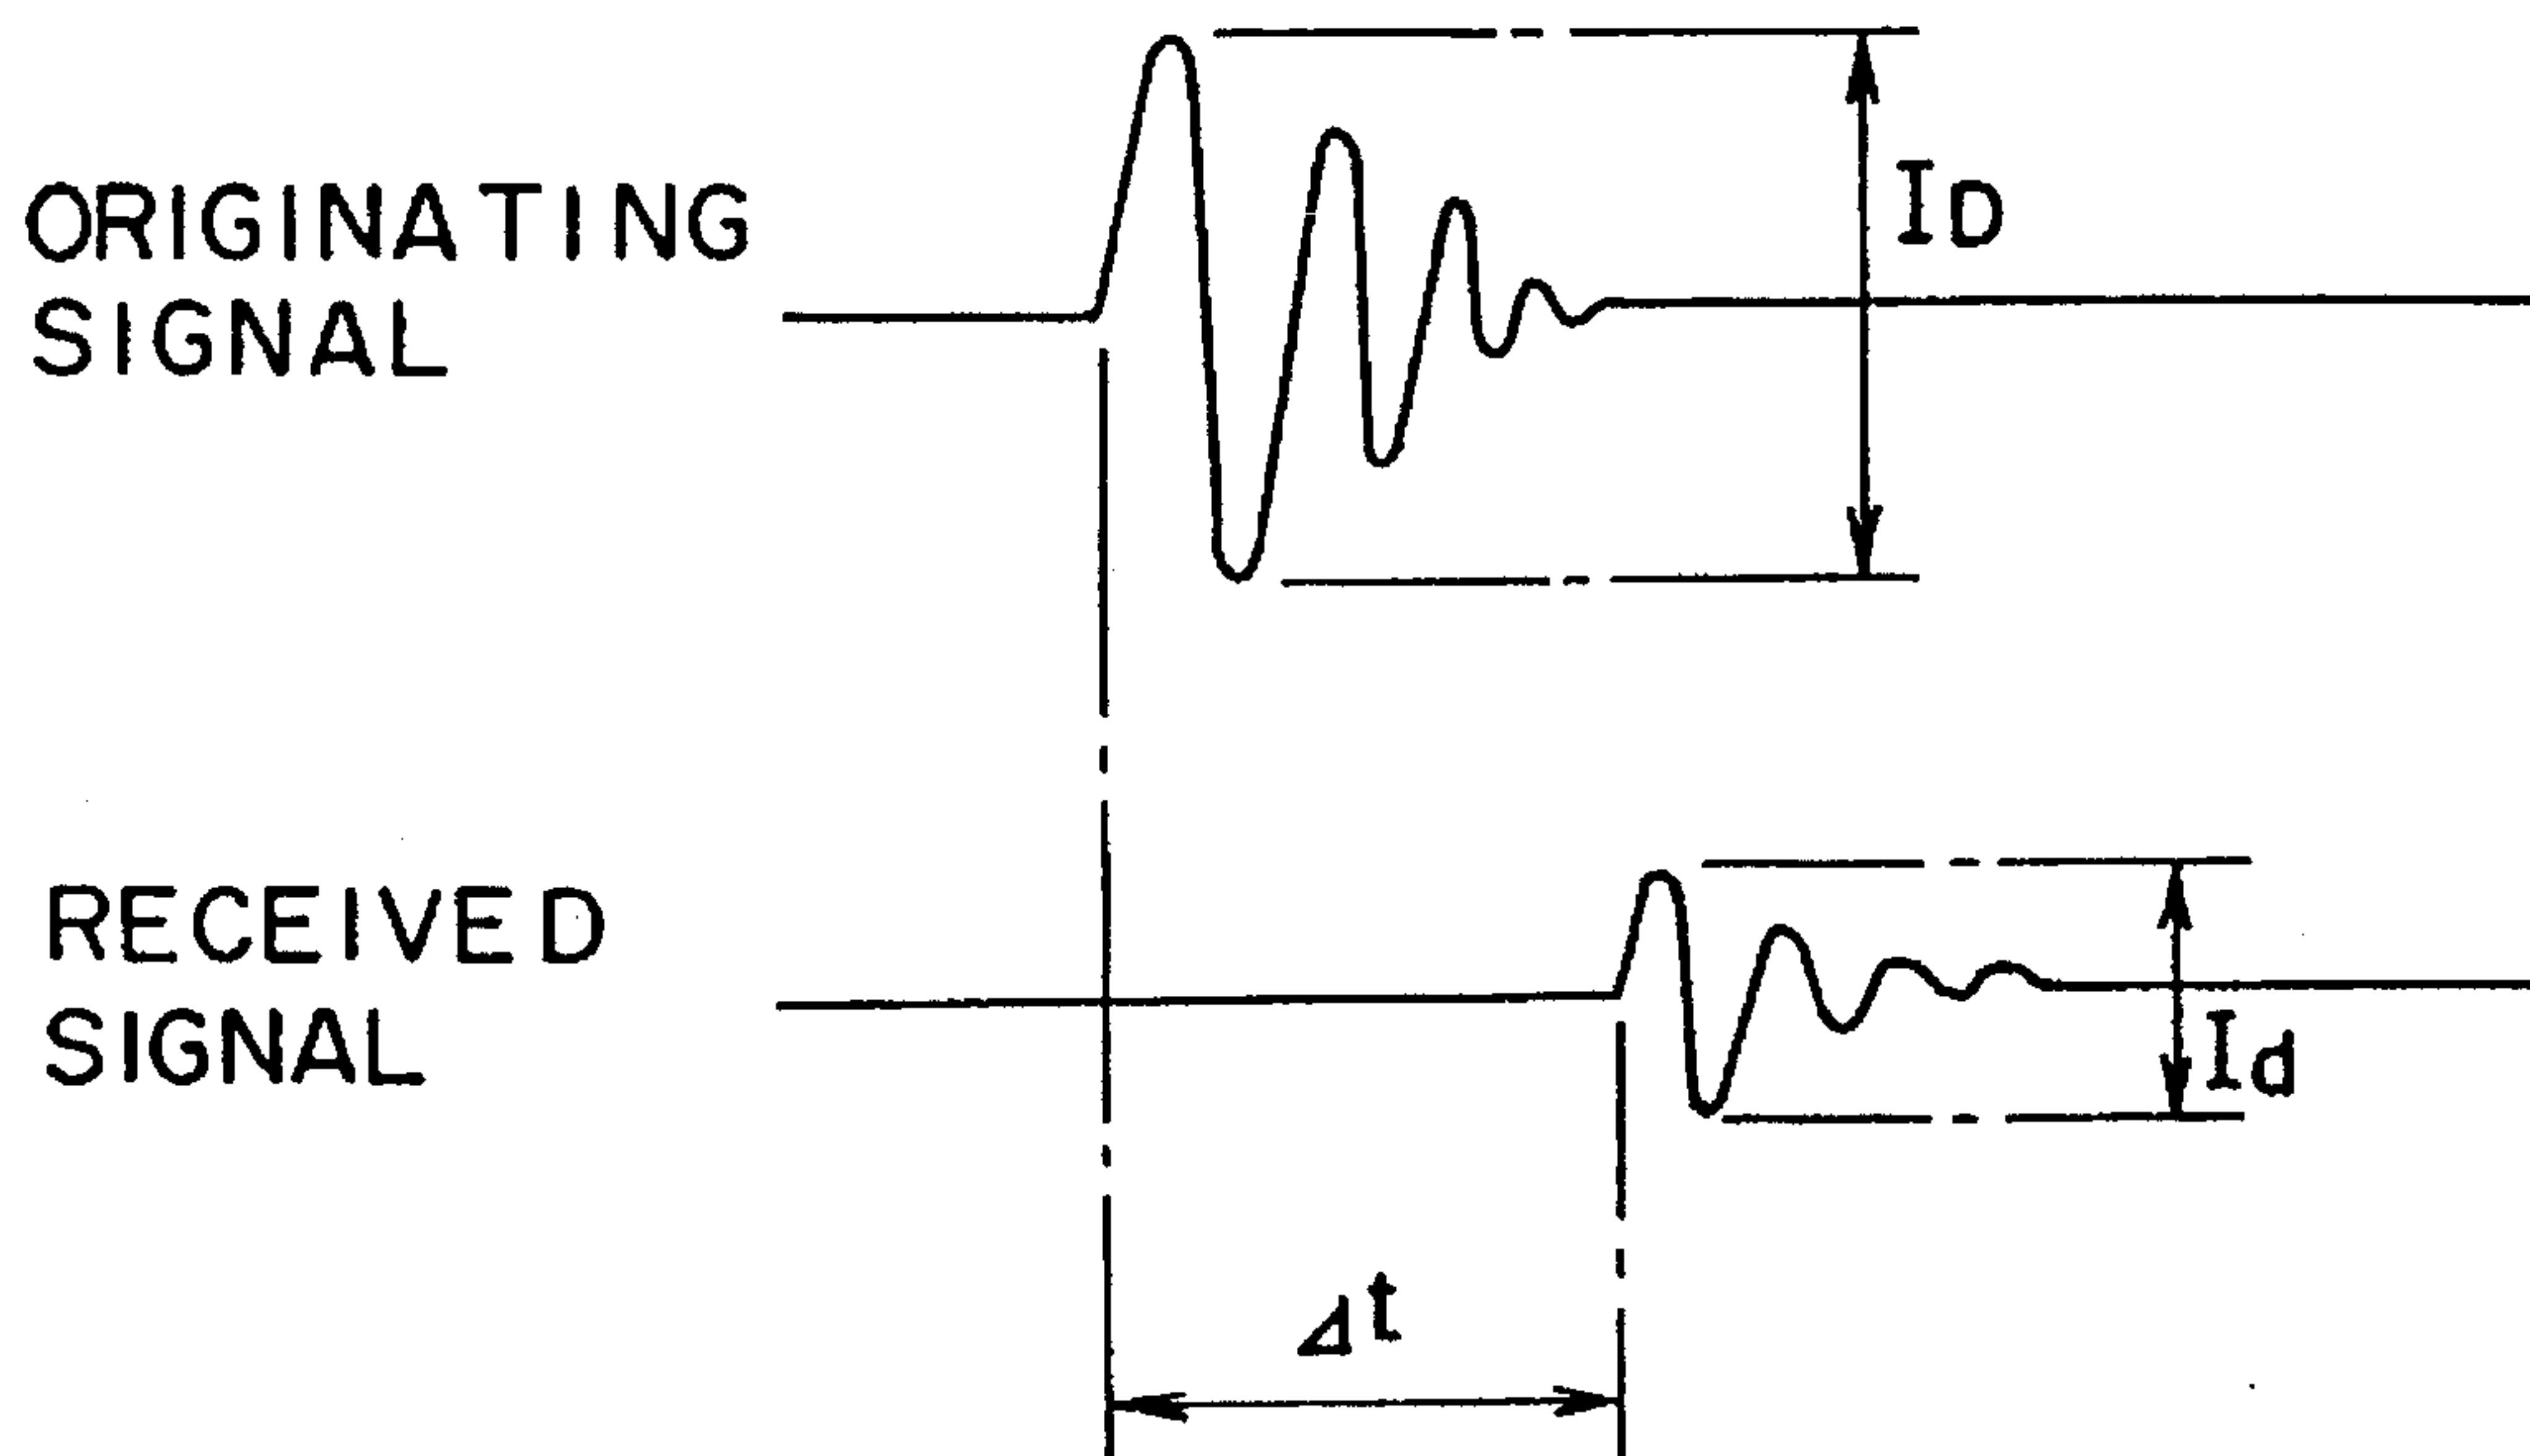 ORIGINATING
SIGNAL
ID
RECEIVED
SIGNAL
Id
Δt